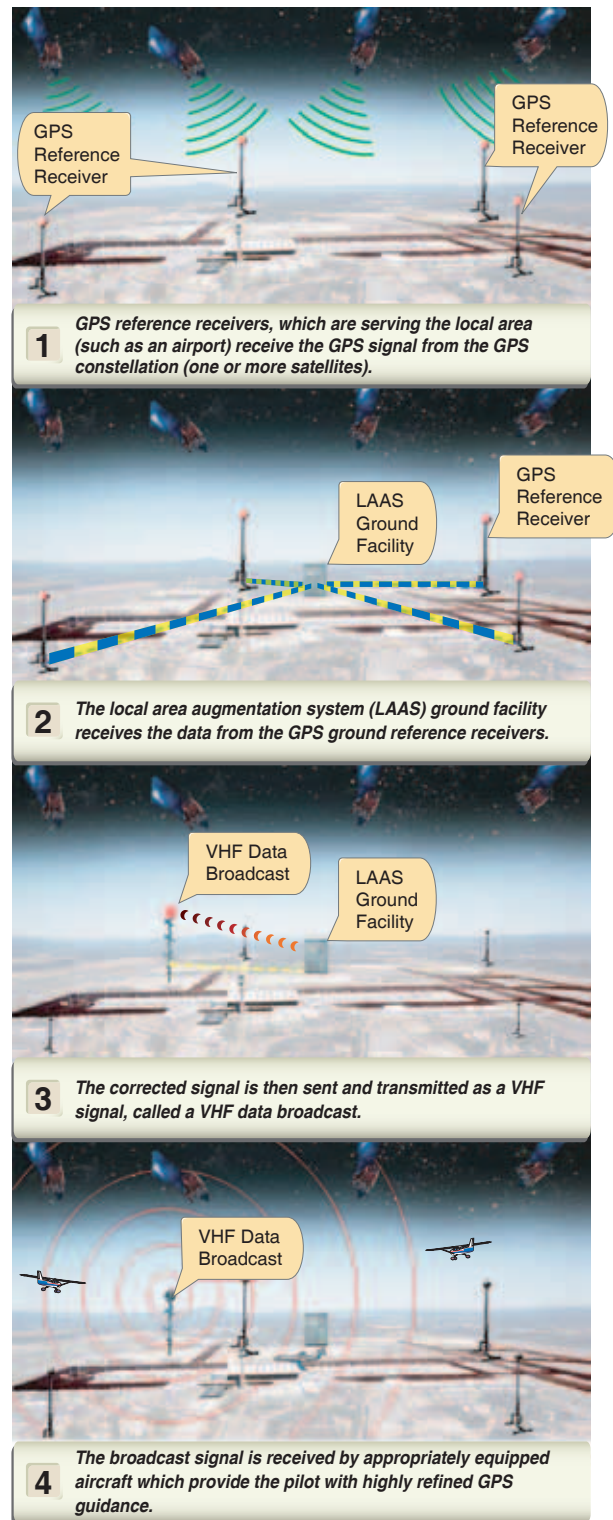 GPS
Reference
Receiver
GPS
Reference
Receiver
1
GPS reference receivers, which are serving the local area
(such as an airport) receive the GPS signal from the GPS
constellation (one or more satellites).
LAAS
Ground
Facility
GPS
Reference
Receiver
2
The local area augmentation system (LAAS) ground facility
receives the data from the GPS ground reference receivers.
VHF Data
Broadcast
LAAS
Ground
Facility
3
The corrected signal is then sent and transmitted as a VHF
signal, called a VHF data broadcast.
VHF Data
Broadcast
4
The broadcast signal is received by appropriately equipped
aircraft which provide the pilot with highly refined GPS
guidance.